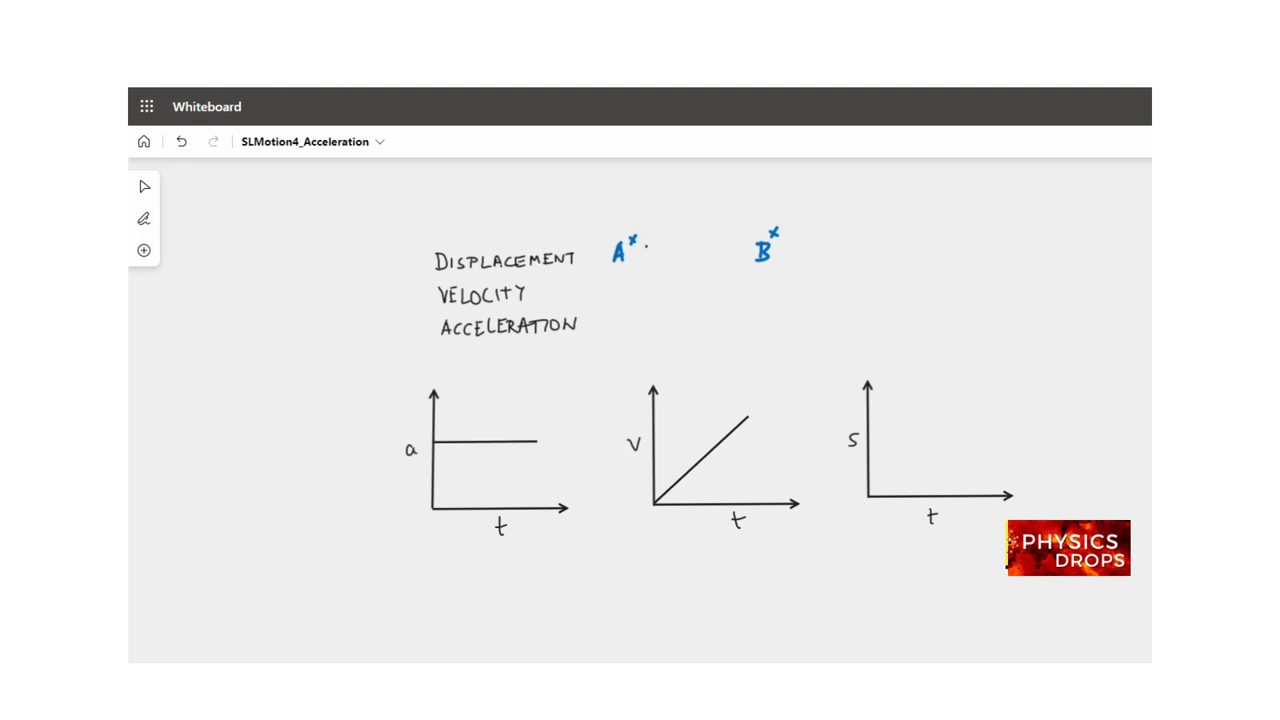 Whiteboard
SLMotion4_Acceleration
DISPLACEMENT A B
VELOCITY
ACCELERATION
a
t
v
t
s
t
PHYSICS
DROPS